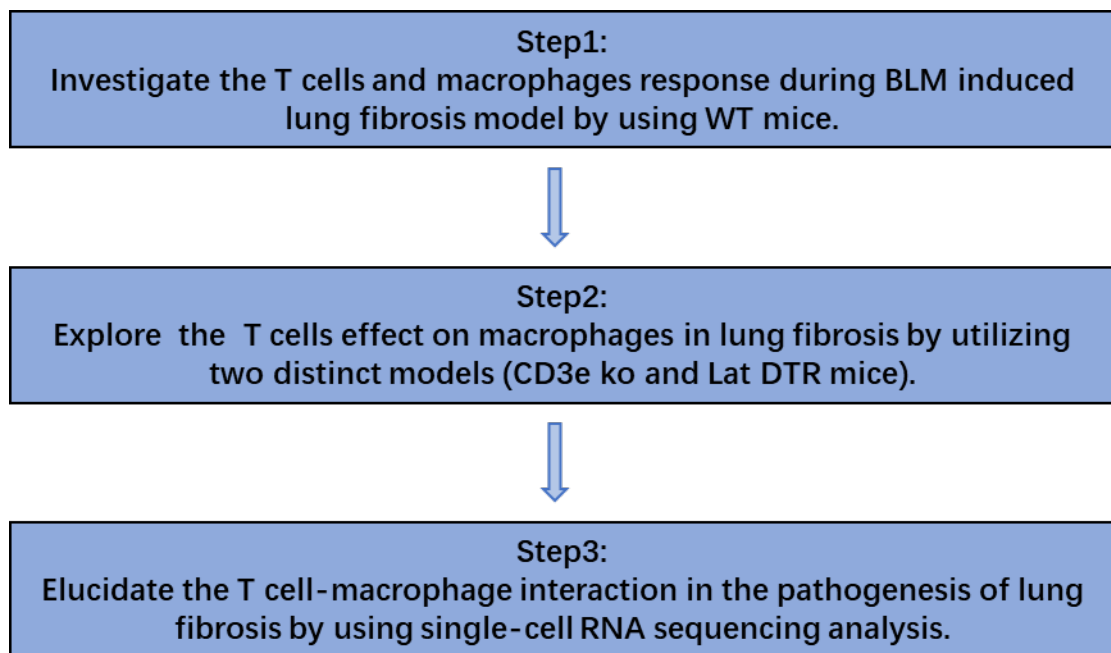 Step1:
Investigate the T cells and macrophages response during BLM induced
lung fibrosis model by using WT mice.
Step2:
Explore  the  T cells effect on macrophages in lung fibrosis by utilizing
two distinct models (CD3e ko and Lat DTR mice).
Step3:
Elucidate the T cell-macrophage interaction in the pathogenesis of lung
fibrosis by using single-cell RNA sequencing analysis.